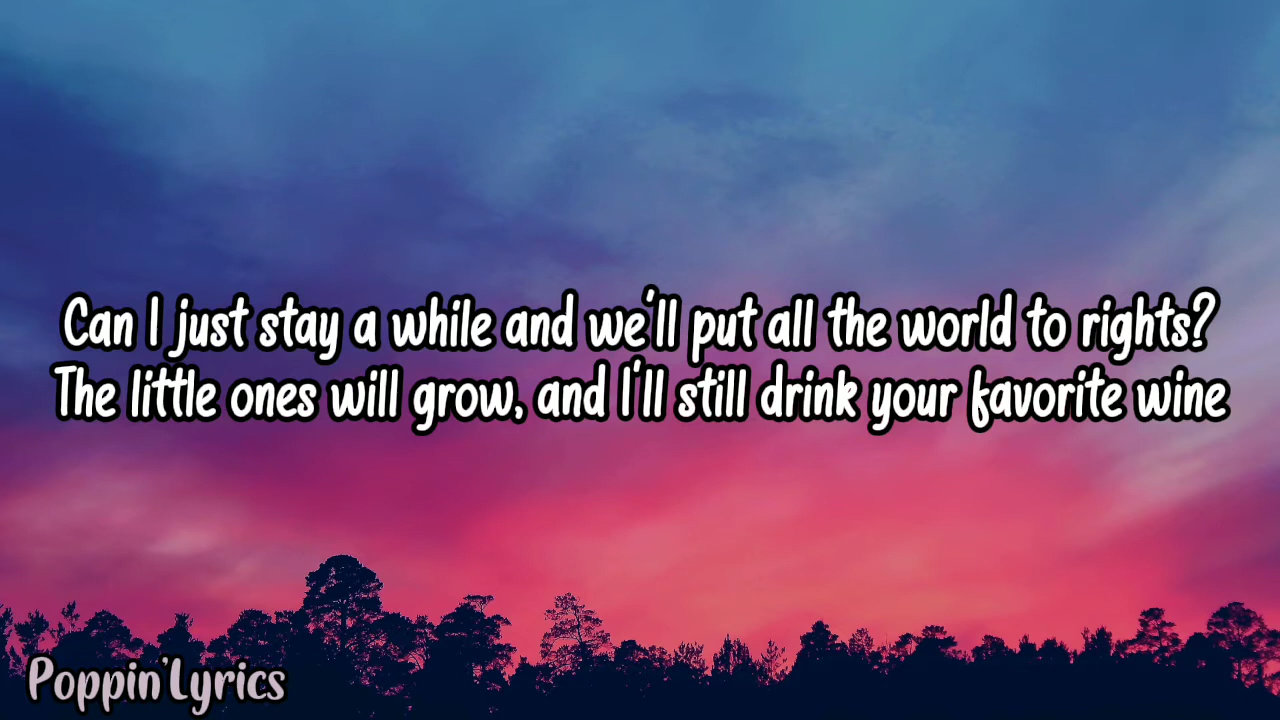 Can I just stay a while and we'll put all the world to rights?
The little ones will grow, and I'll still drink your favorite wine
Poppin'Lyrics